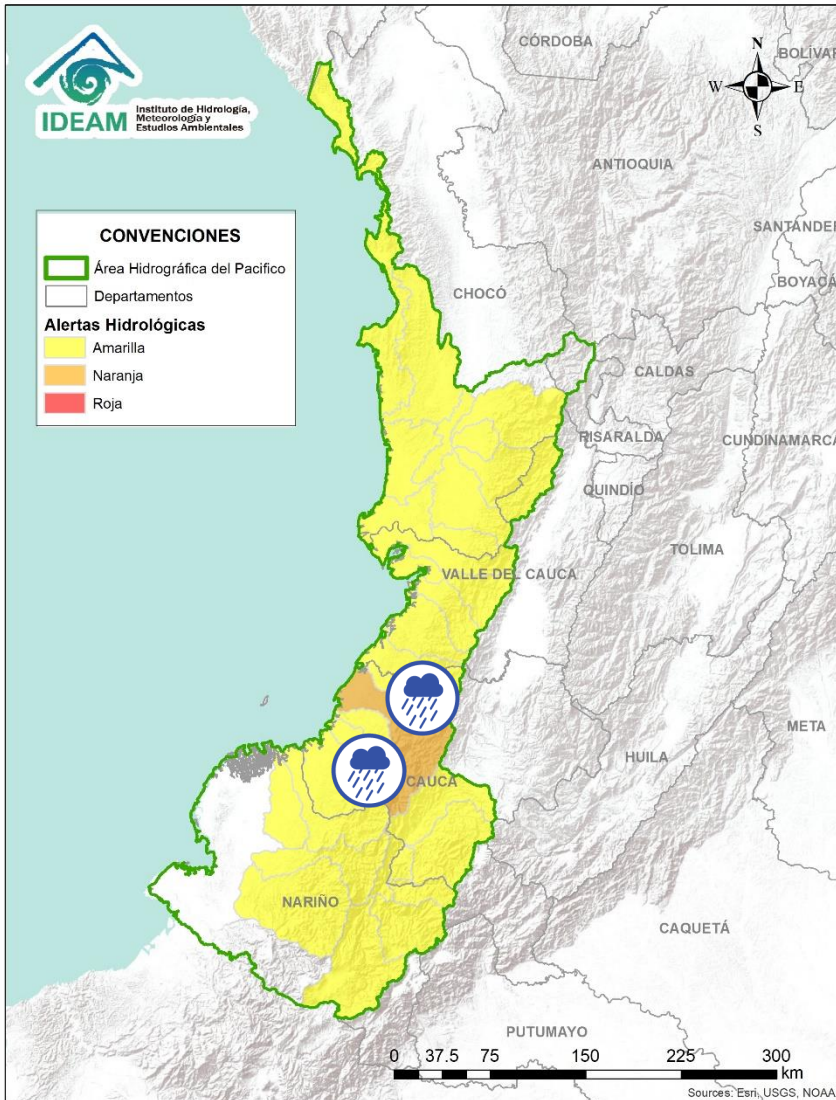 IDEAM
Instituto de Hidrología,
Meteorología y
Estudios Ambientales
CÓRDOBA
BOLÍVAR
N
W
E
S
ANTIOQUIA
SANTANDER
BOYACÁ
CONVENCIONES
Área Hidrográfica del Pacifico
Departamentos
Alertas Hidrológicas
Amarilla
Naranja
Roja
CHOCÓ
CALDAS
RISARALDA
CUNDINAMARCA
QUINDÍO
TOLIMA
VALLE DEL CAUCA
META
HUILA
CAUCA
NARIÑO
CAQUETÁ
PUTUMAYO
0 37.5 75 150 225 300
km
Sources: Esri, USGS, NOAA